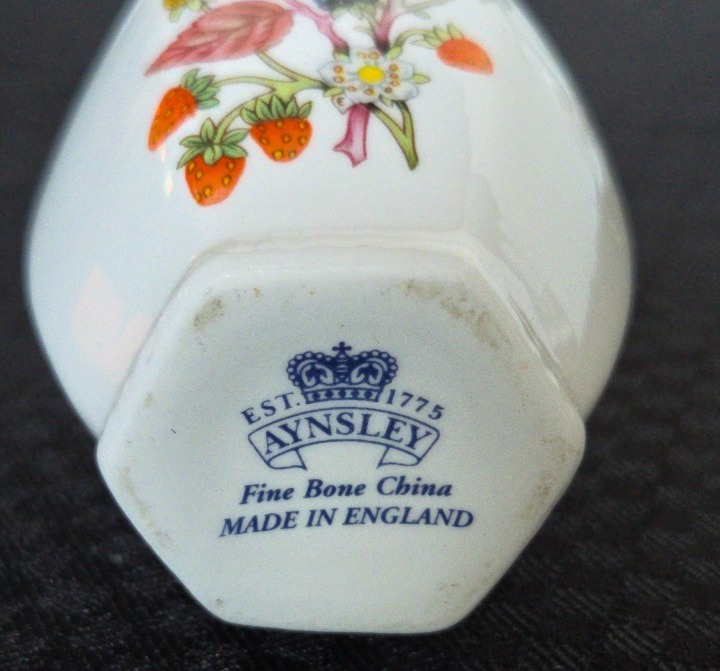 EST. 1775
AYNSLEY
Fine Bone China
MADE IN ENGLAND